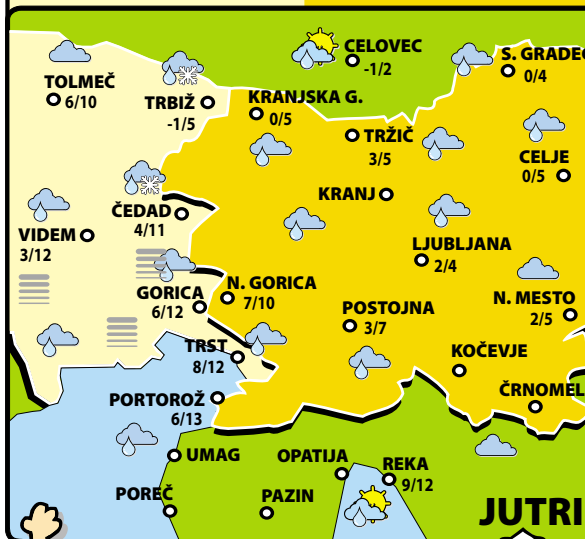 CELOVEC
-1/2
S. GRADEC
0/4
TOLMEČ
6/10
TRBIŽ
-1/5
KRANJSKA G.
0/5
TRŽIČ
3/5
CELJE
0/5
KRANJ
ČEDAD
4/11
VIDEM
3/12
LJUBLJANA
2/4
GORICA
6/12
N. GORICA
7/10
POSTOJNA
3/7
N. MESTO
2/5
TRST
8/12
KOČEVJE
PORTOROŽ
6/13
ČRNOMEL
UMAG
OPATIJA
REKA
9/12
POREČ
PAZIN
JUTRI